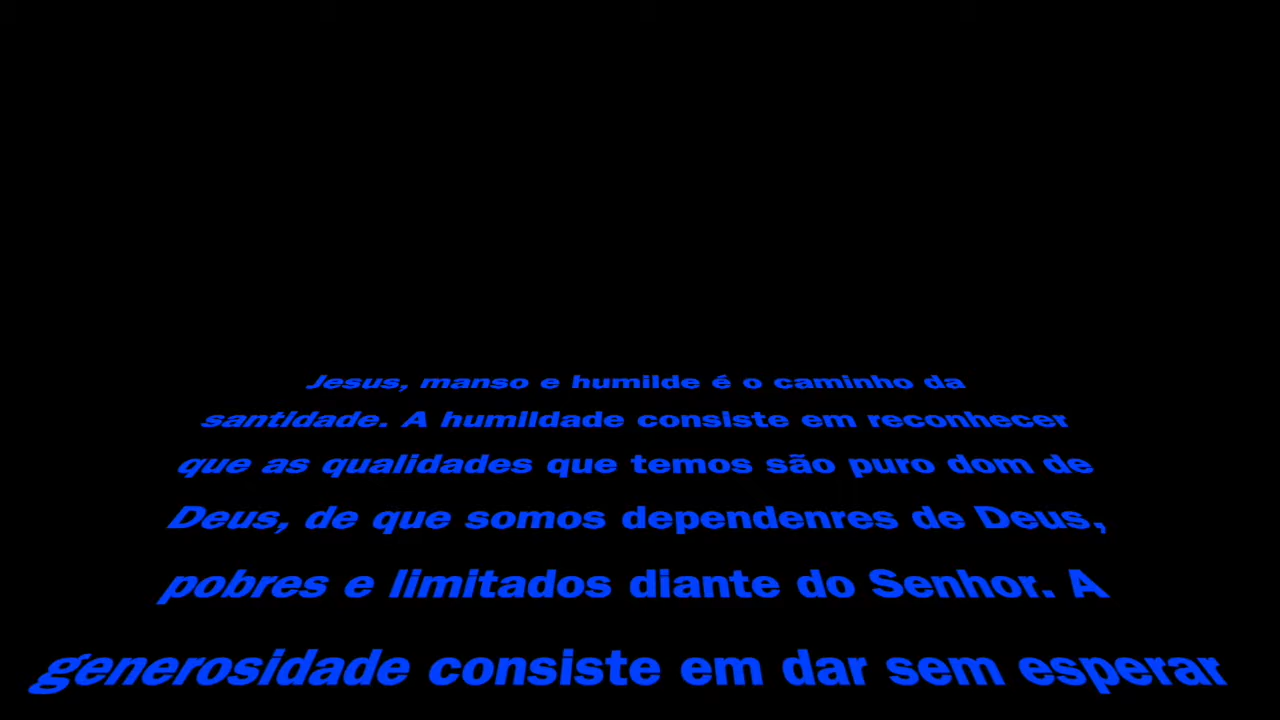 Jesus, manso e humilde é o caminho da
santidade. A humildade consiste em reconhecer
que as qualidades que temos são puro dom de
Deus, de que somos dependenres de Deus,
pobres e limitados diante do Senhor. A
generosidade consiste em dar sem esperar